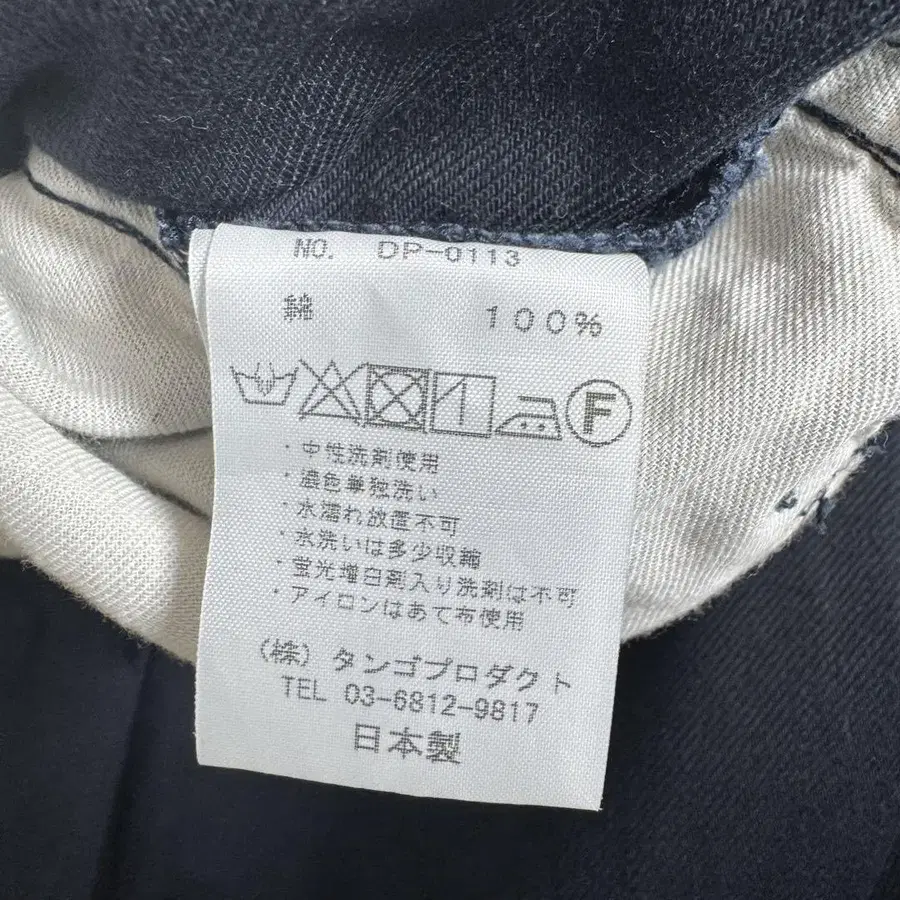 NO. DP-0113
綿 100%
F
・中性洗剤使用
・濃色単独洗い
・水濡れ放置不可
・水洗いは多少収縮
・蛍光増白剤入り洗剤は不可
・アイロンはあて布使用
(株) タンゴプロダクト
TEL 03-6812-9817
日本製